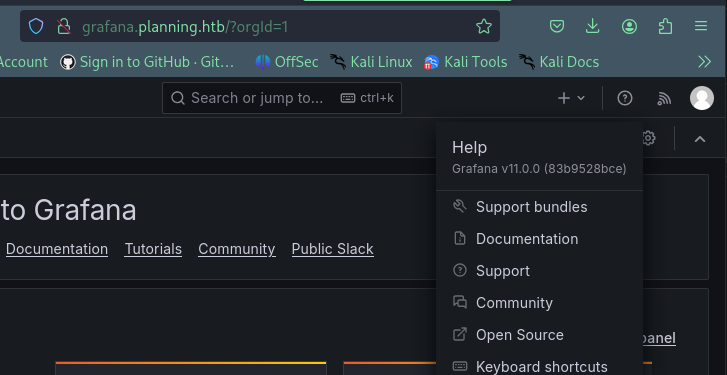 grafana.planning.htb/?orgId=1
Account Sign in to GitHub · Git… OffSec Kali Linux Kali Tools Kali Docs
Search or jump to... ctrl+k
Help
Grafana v11.0.0 (83b9528bce)
to Grafana
Support bundles
Documentation Tutorials Community Public Slack
Documentation
Support
Community
Open Source
panel
Keyboard shortcuts